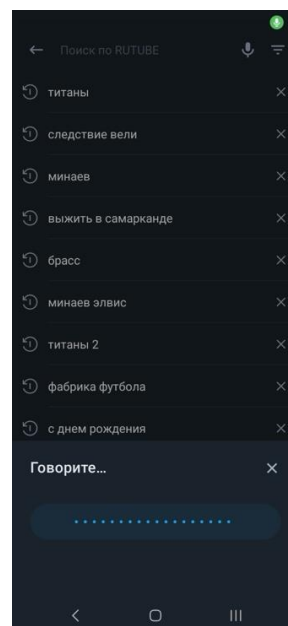 Поиск по RUTUBE
титаны
следствие вели
минаев
выжить в самарканде
брасс
минаев элвис
титаны 2
фабрика футбола
с днем рождения
Говорите...